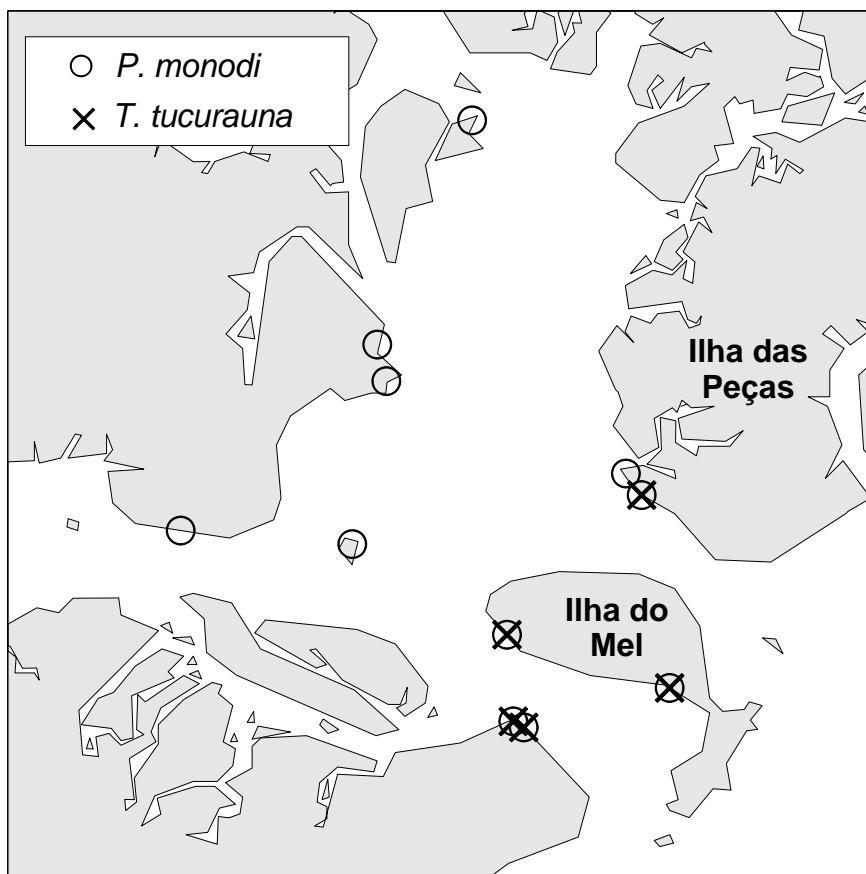 P. monodi
T. tucurauna
Ilha das
Peças
Ilha do
Mel